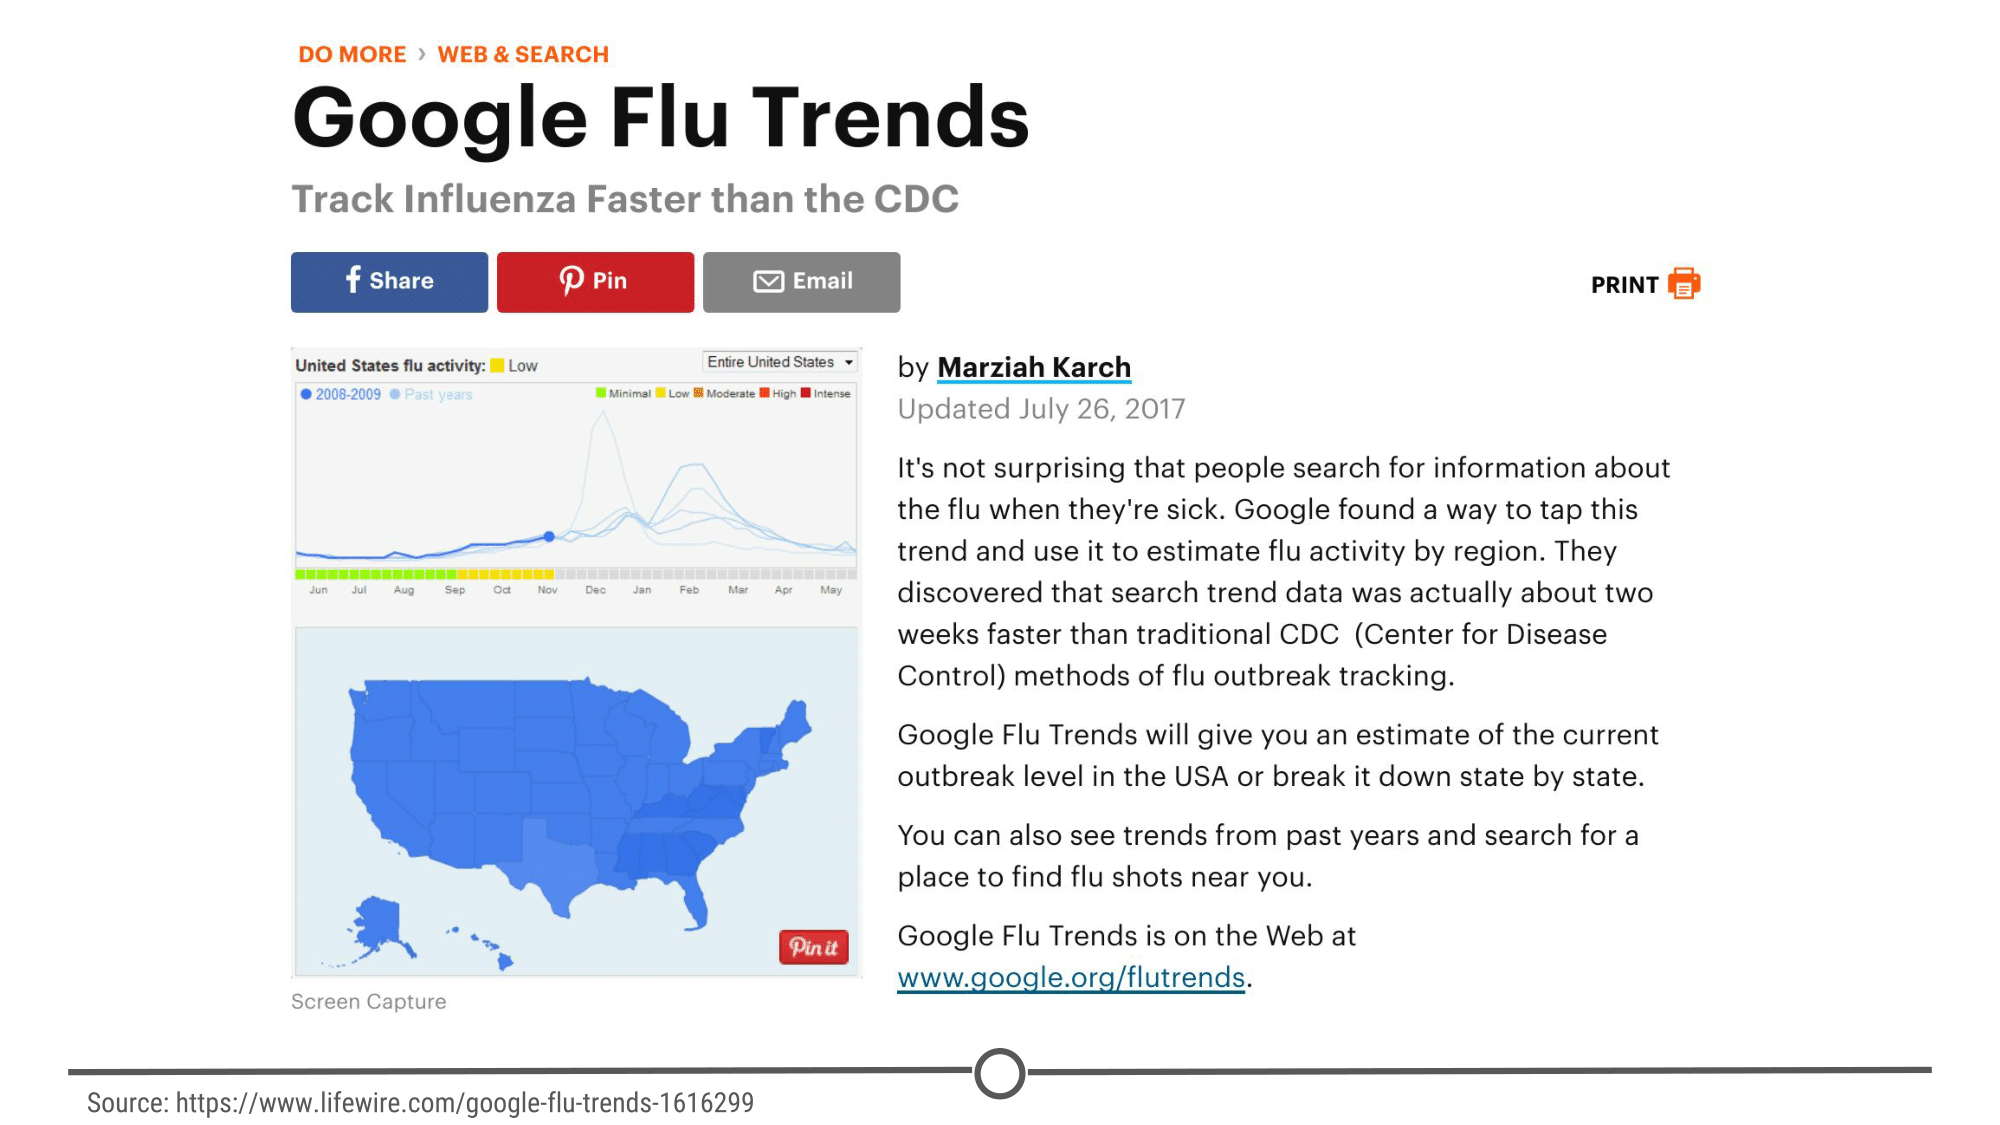 DO MORE › WEB & SEARCH
Google Flu Trends
Track Influenza Faster than the CDC
Share
Pin
Email
PRINT
United States flu activity: Low
Entire United States
2008-2009 Past years
Minimal Low Moderate High Intense
Jun Jul Aug Sep Oct Nov Dec Jan Feb Mar Apr May
Pin it
Screen Capture
by Marziah Karch
Updated July 26, 2017
It's not surprising that people search for information about
the flu when they're sick. Google found a way to tap this
trend and use it to estimate flu activity by region. They
discovered that search trend data was actually about two
weeks faster than traditional CDC (Center for Disease
Control) methods of flu outbreak tracking.
Google Flu Trends will give you an estimate of the current
outbreak level in the USA or break it down state by state.
You can also see trends from past years and search for a
place to find flu shots near you.
Google Flu Trends is on the Web at
www.google.org/flutrends.
Source: https://www.lifewire.com/google-flu-trends-1616299